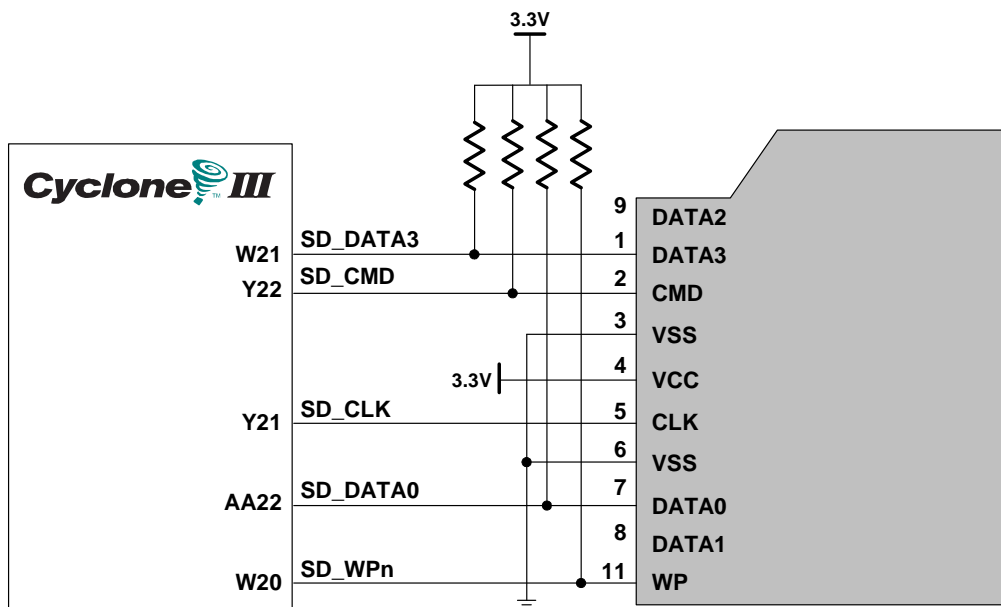 3.3V
Cyclone III
TM
9 DATA2
W21 SD_DATA3 1 DATA3
Y22 SD_CMD 2 CMD
3 VSS
3.3V 4 VCC
Y21 SD_CLK 5 CLK
6 VSS
AA22 SD_DATA0 7 DATA0
8 DATA1
W20 SD_WPn 11 WP